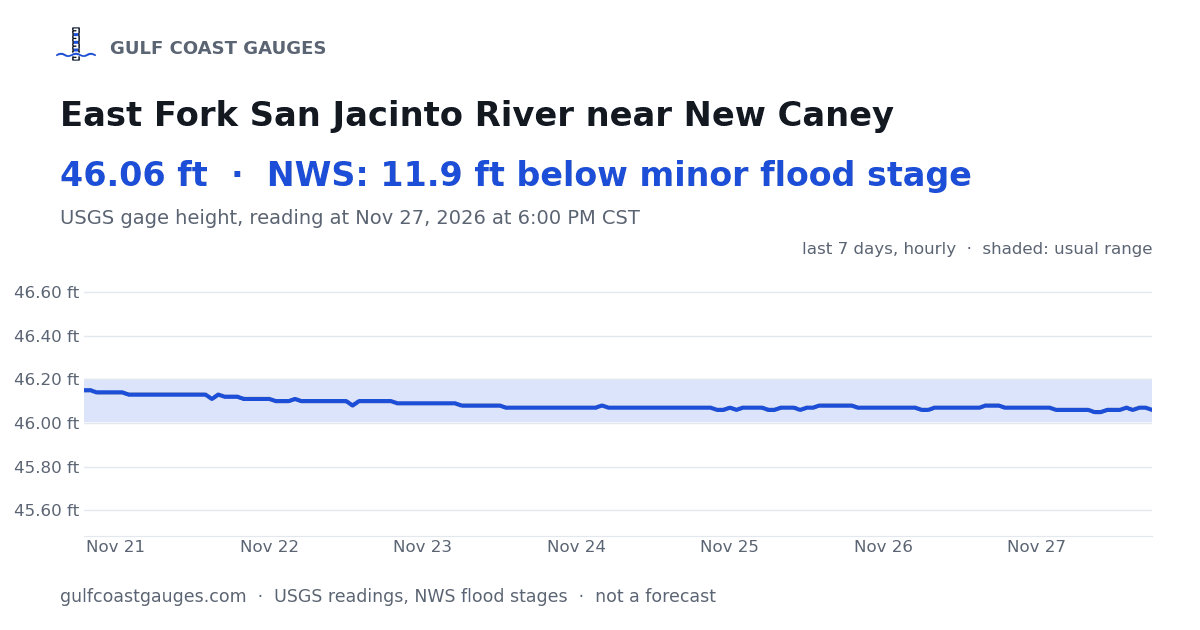 GULF COAST GAUGES
East Fork San Jacinto River near New Caney
46.06 ft · NWS: 11.9 ft below minor flood stage
USGS gage height, reading at Nov 27, 2026 at 6:00 PM CST
last 7 days, hourly · shaded: usual range
46.60 ft
46.40 ft
46.20 ft
46.00 ft
45.80 ft
45.60 ft
Nov 21 Nov 22 Nov 23 Nov 24 Nov 25 Nov 26 Nov 27
gulfcoastgauges.com · USGS readings, NWS flood stages · not a forecast